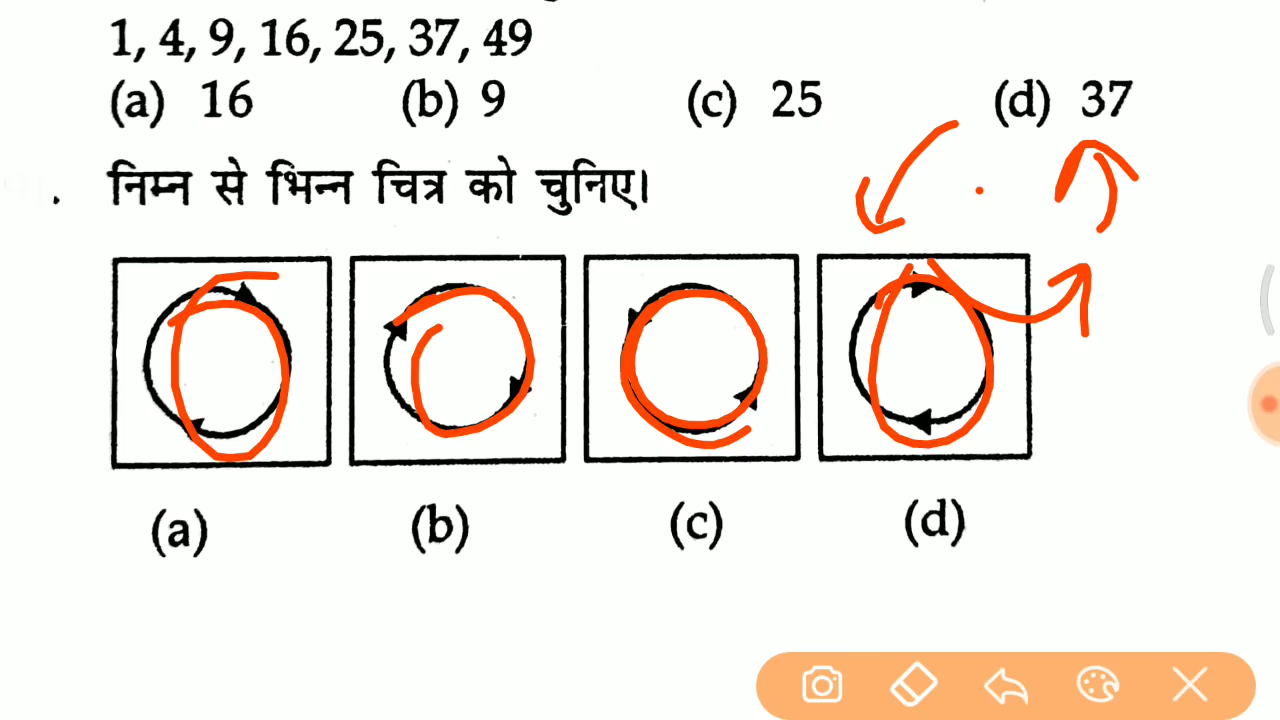 1, 4, 9, 16, 25, 37, 49
(a) 16 (b) 9 (c) 25 (d) 37
. निम्न से भिन्न चित्र को चुनिए।
(a) (b) (c) (d)